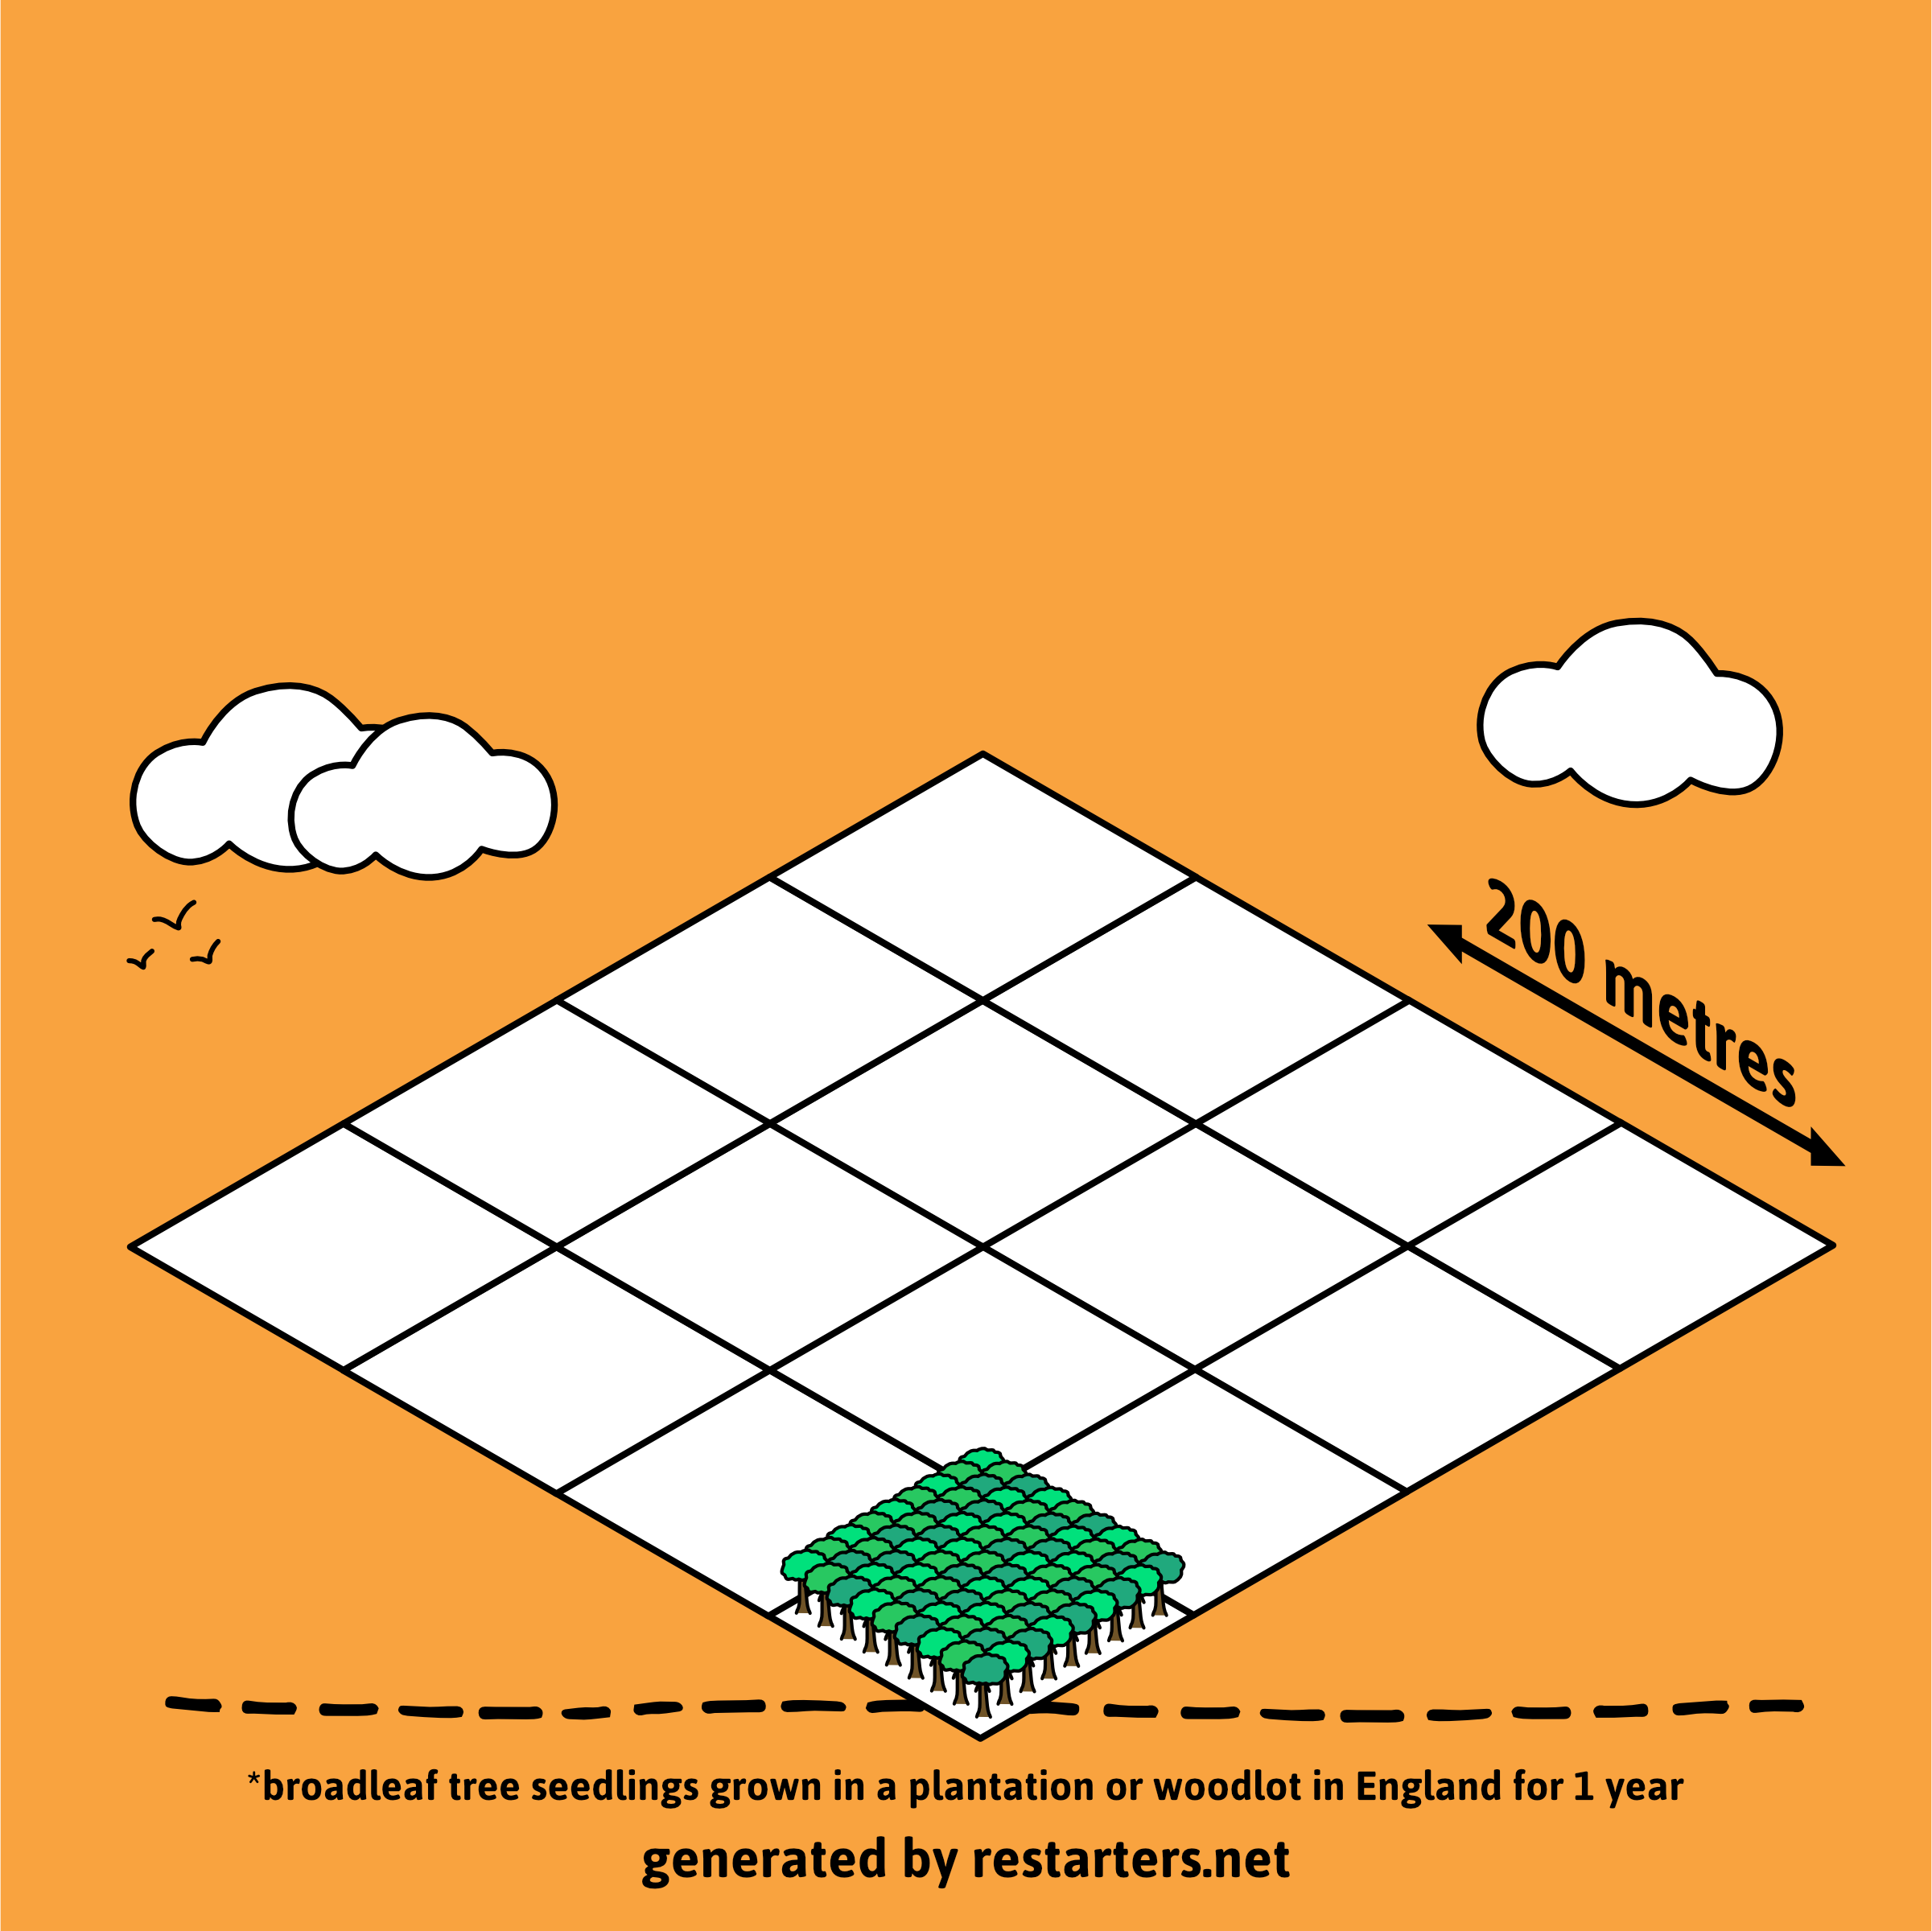 200 metres
*broadleaf tree seedlings grown in a plantation or woodlot in England for 1 year
generated by restarters.net